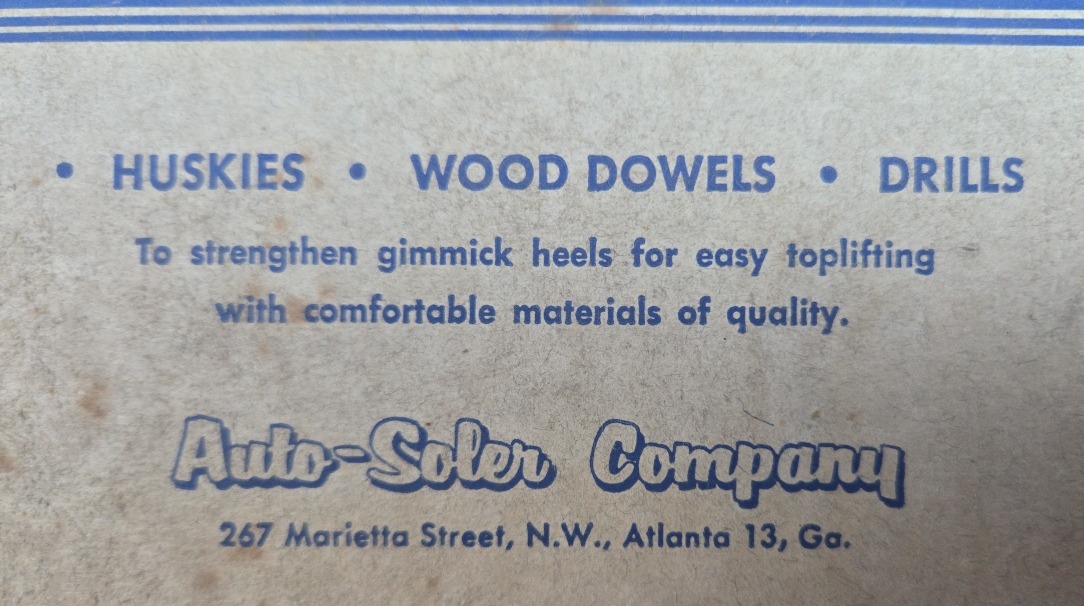 • HUSKIES • WOOD DOWELS • DRILLS
To strengthen gimmick heels for easy toplifting
with comfortable materials of quality.
Auto-Soler Company
267 Marietta Street, N.W., Atlanta 13, Ga.